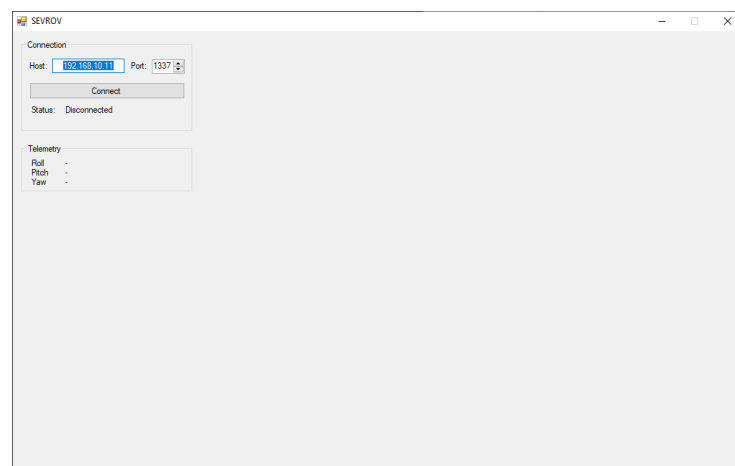 SEVROV
Connection
Host: 192.168.10.11 Port: 1337
Connect
Status: Disconnected
Telemetry
Roll -
Pitch -
Yaw -